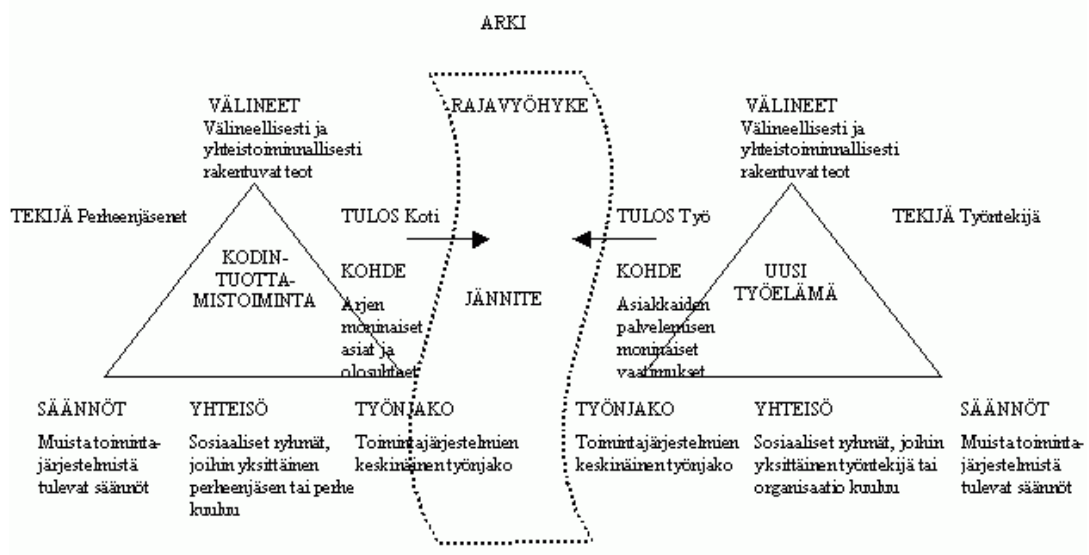 ARKI
RAJAVYÖHYKE
JÄNNITE
VÄLINEET
Välineellisesti ja
yhteistoiminnallisesti
rakentuvat teot
TEKIJÄ Perheenjäsenet
TULOS Koti
KODIN-
TUOTTA-
MISTOIMINTA
KOHDE
Arjen
moninaiset
asiat ja
olosuhteet
SÄÄNNÖT
Muista toiminta-
järjestelmistä
tulevat säännöt
YHTEISÖ
Sosiaaliset ryhmät,
joihin yksittäinen
perheenjäsen tai perhe
kuuluu
TYÖNJAKO
Toimintajärjestelmien
keskinäinen työnjako
VÄLINEET
Välineellisesti ja
yhteistoiminnallisesti
rakentuvat teot
TULOS Työ
TEKIJÄ Työntekijä
KOHDE
Asiakkaiden
palvelemisen
moninaiset
vaatimukset
UUSI
TYÖELÄMÄ
TYÖNJAKO
Toimintajärjestelmien
keskinäinen työnjako
YHTEISÖ
Sosiaaliset ryhmät, joihin
yksittäinen työntekijä tai
organisaatio kuuluu
SÄÄNNÖT
Muista toiminta-
järjestelmistä
tulevat säännöt